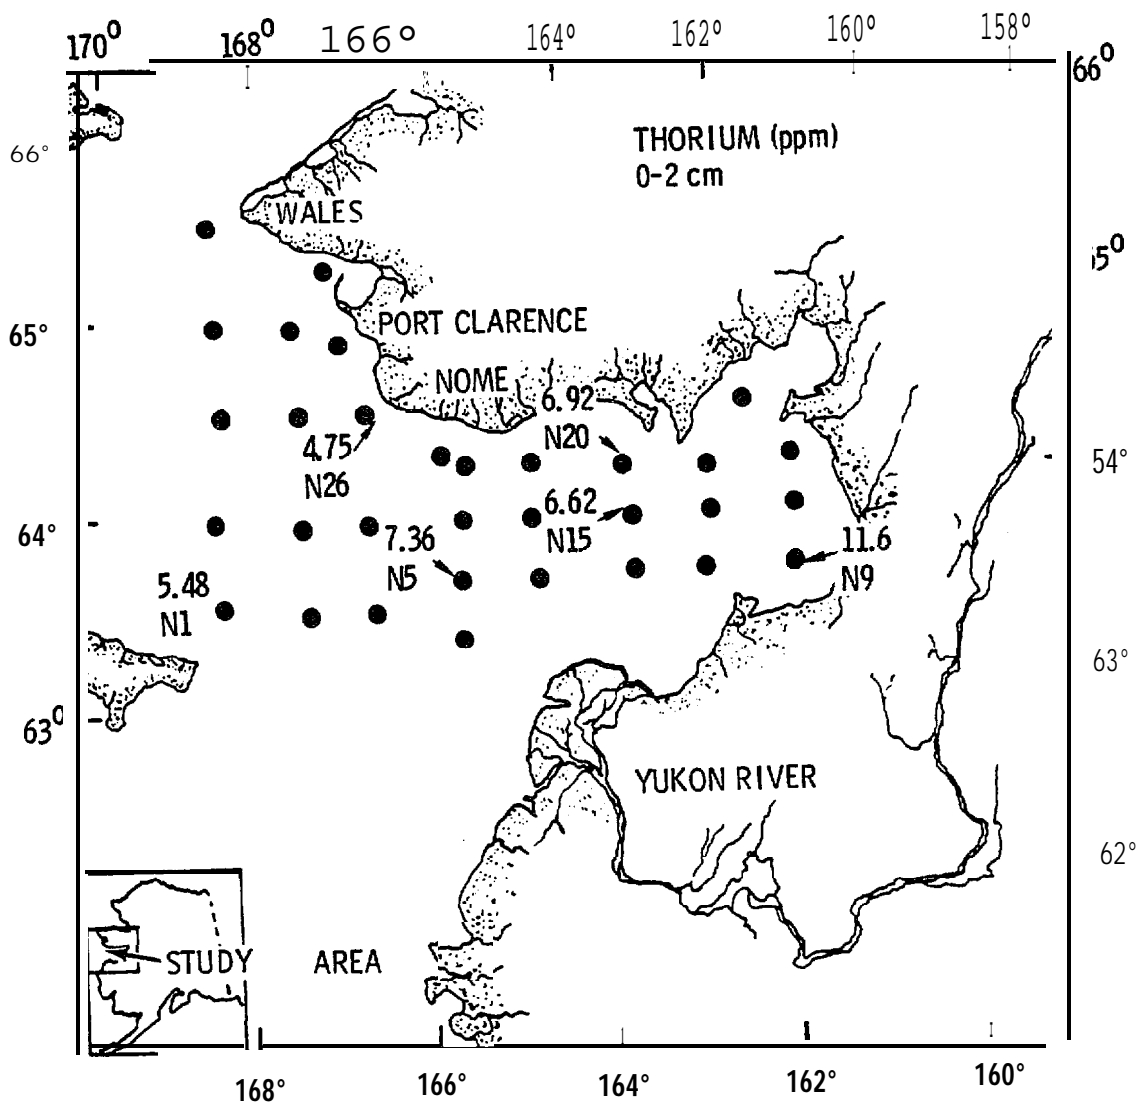 170° 168° 166° 164° 162° 160° 158°
66°
THORIUM (ppm)
0-2 cm
66°
WALES
5°
65°
PORT CLARENCE
NOME
6.92
N20
4.75
N26
54°
6.62
N15
64°
7.36
N5
11.6
N9
5.48
N1
63°
63°
YUKON RIVER
62°
STUDY AREA
168° 166° 164° 162° 160°